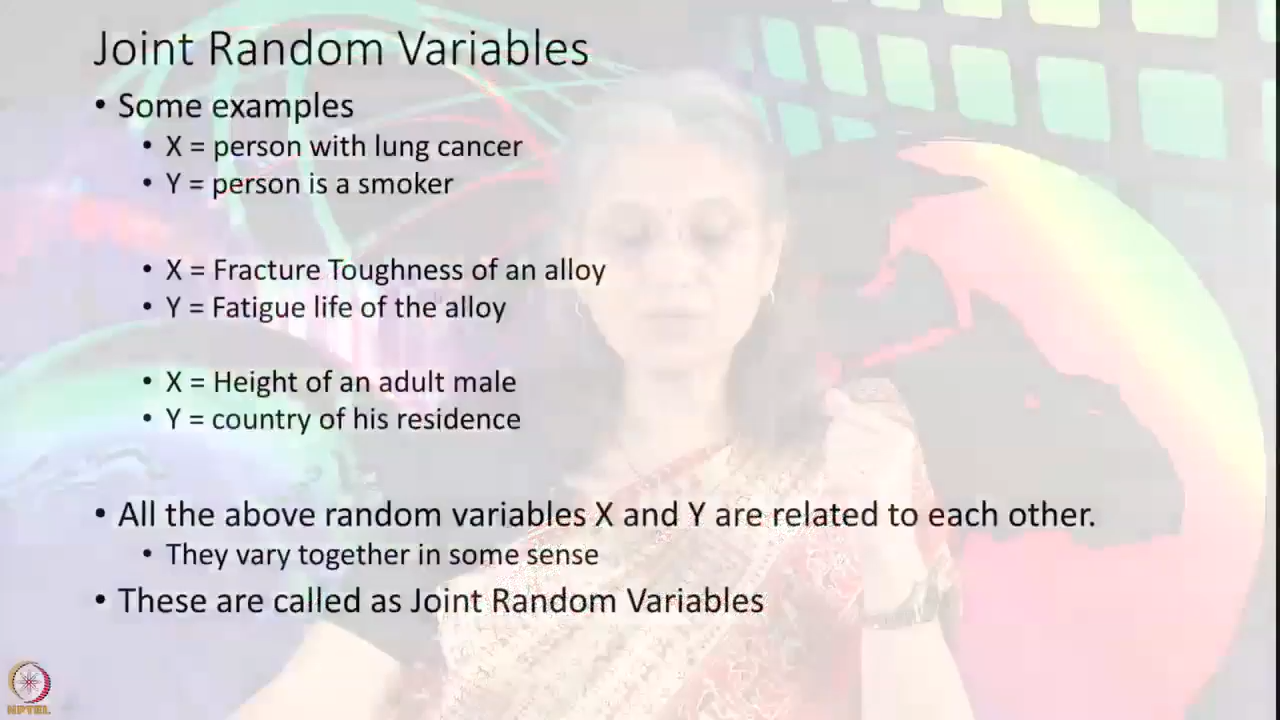 Joint Random Variables
• Some examples
• X = person with lung cancer
• Y = person is a smoker
• X = Fracture Toughness of an alloy
• Y = Fatigue life of the alloy
• X = Height of an adult male
• Y = country of his residence
• All the above random variables X and Y are related to each other.
• They vary together in some sense
• These are called as Joint Random Variables
NPTEL